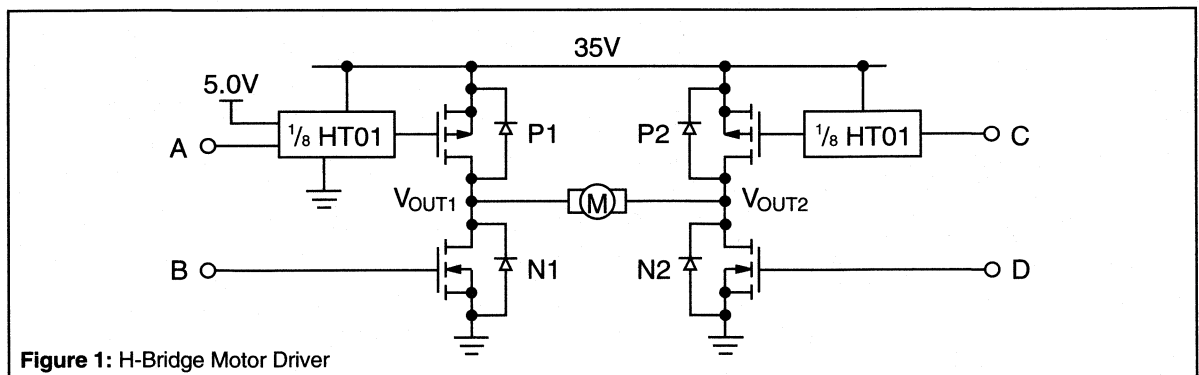 35V
5.0V
A
1/8 HT01
P1
P2
1/8 HT01
C
VOUT1
M
VOUT2
B
N1
N2
D
Figure 1: H-Bridge Motor Driver